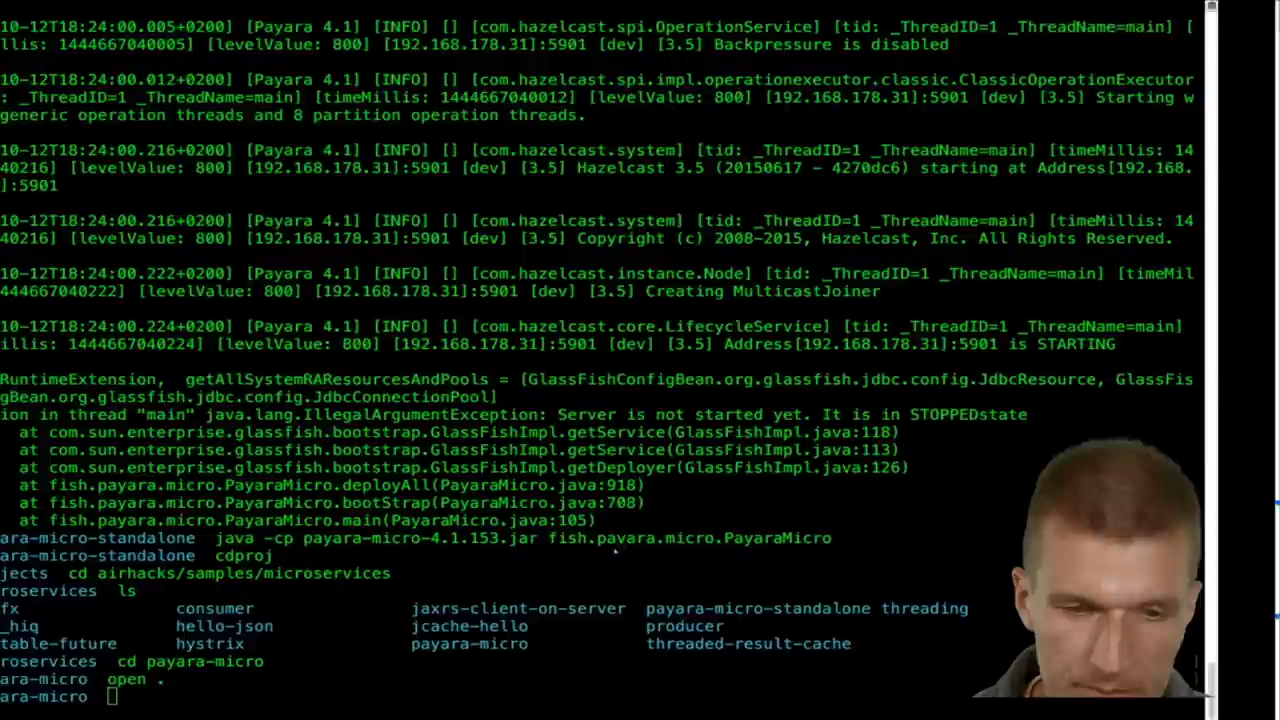 10-12T18:24:00.005+0200] [Payara 4.1] [INFO] [] [com.hazelcast.spi.OperationService] [tid: _ThreadID=1 _ThreadName=main] [
llis: 1444667040005] [levelValue: 800] [192.168.178.31]:5901 [dev] [3.5] Backpressure is disabled
10-12T18:24:00.012+0200] [Payara 4.1] [INFO] [] [com.hazelcast.spi.impl.operationexecutor.classic.ClassicOperationExecutor
: _ThreadID=1 _ThreadName=main] [timeMillis: 1444667040012] [levelValue: 800] [192.168.178.31]:5901 [dev] [3.5] Starting w
generic operation threads and 8 partition operation threads.
10-12T18:24:00.216+0200] [Payara 4.1] [INFO] [] [com.hazelcast.system] [tid: _ThreadID=1 _ThreadName=main] [timeMillis: 14
40216] [levelValue: 800] [192.168.178.31]:5901 [dev] [3.5] Hazelcast 3.5 (20150617 - 4270dc6) starting at Address[192.168.
]:5901
10-12T18:24:00.216+0200] [Payara 4.1] [INFO] [] [com.hazelcast.system] [tid: _ThreadID=1 _ThreadName=main] [timeMillis: 14
40216] [levelValue: 800] [192.168.178.31]:5901 [dev] [3.5] Copyright (c) 2008-2015, Hazelcast, Inc. All Rights Reserved.
10-12T18:24:00.222+0200] [Payara 4.1] [INFO] [] [com.hazelcast.instance.Node] [tid: _ThreadID=1 _ThreadName=main] [timeMil
444667040222] [levelValue: 800] [192.168.178.31]:5901 [dev] [3.5] Creating MulticastJoiner
10-12T18:24:00.224+0200] [Payara 4.1] [INFO] [] [com.hazelcast.core.LifecycleService] [tid: _ThreadID=1 _ThreadName=main]
illis: 1444667040224] [levelValue: 800] [192.168.178.31]:5901 [dev] [3.5] Address[192.168.178.31]:5901 is STARTING
RuntimeExtension,  getAllSystemRAResourcesAndPools = [GlassFishConfigBean.org.glassfish.jdbc.config.JdbcResource, GlassFis
gBean.org.glassfish.jdbc.config.JdbcConnectionPool]
ion in thread "main" java.lang.IllegalArgumentException: Server is not started yet. It is in STOPPEDstate
at com.sun.enterprise.glassfish.bootstrap.GlassFishImpl.getService(GlassFishImpl.java:118)
at com.sun.enterprise.glassfish.bootstrap.GlassFishImpl.getService(GlassFishImpl.java:113)
at com.sun.enterprise.glassfish.bootstrap.GlassFishImpl.getDeployer(GlassFishImpl.java:126)
at fish.payara.micro.PayaraMicro.deployAll(PayaraMicro.java:918)
at fish.payara.micro.PayaraMicro.bootStrap(PayaraMicro.java:708)
at fish.payara.micro.PayaraMicro.main(PayaraMicro.java:105)
ara-micro-standalone  java -cp payara-micro-4.1.153.jar fish.payara.micro.PayaraMicro
ara-micro-standalone  cdproj
jects  cd airhacks/samples/microservices
roservices  ls
fx consumer jaxrs-client-on-server payara-micro-standalone threading
_hiq hello-json jcache-hello producer
table-future hystrix payara-micro threaded-result-cache
roservices  cd payara-micro
ara-micro  open .
ara-micro